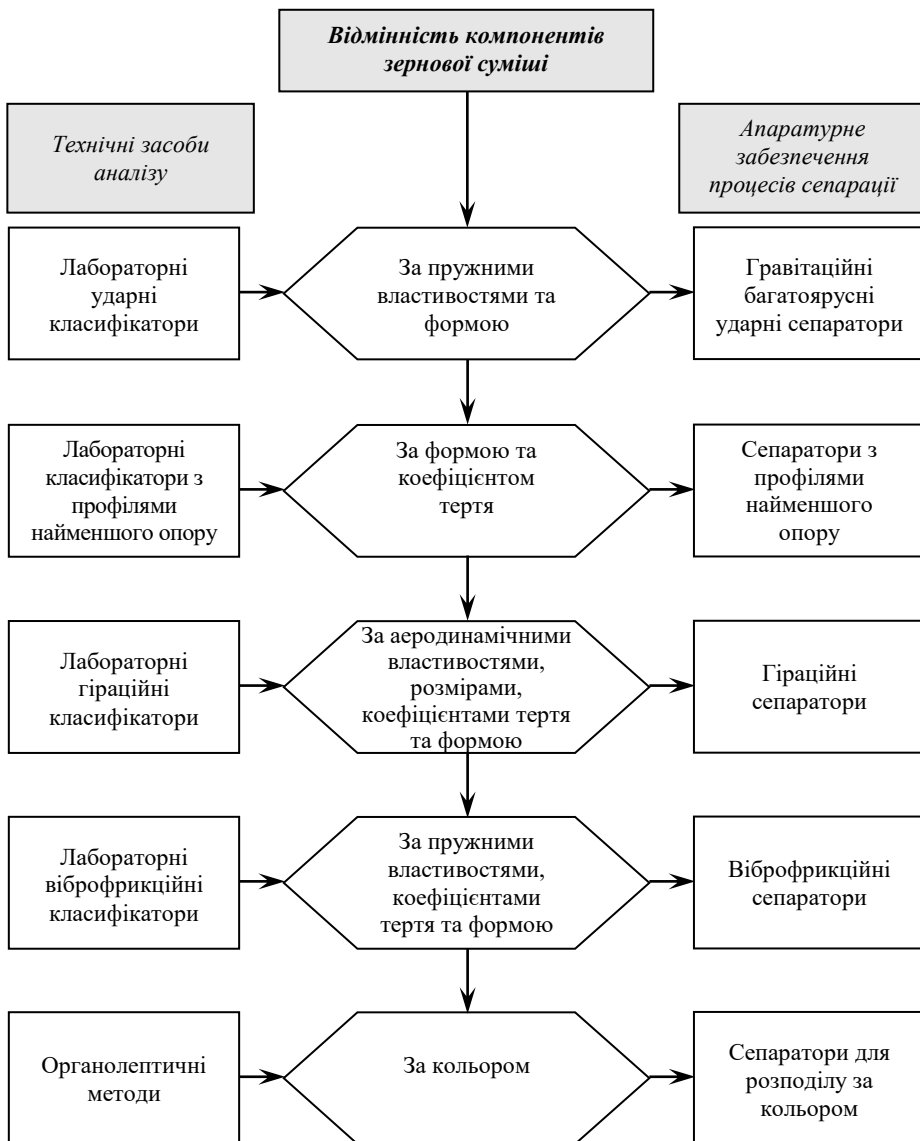 Відмінність компонентів
зернової суміші
Технічні засоби
аналізу
Апаратурне
забезпечення
процесів сепарації
Лабораторні
ударні
класифікатори
За пружними
властивостями та
формою
Гравітаційні
багатоярусні
ударні сепаратори
Лабораторні
класифікатори з
профілями
найменшого опору
За формою та
коефіцієнтом
тертя
Сепаратори з
профілями
найменшого
опору
Лабораторні
гіраційні
класифікатори
За аеродинамічними
властивостями,
розмірами,
коефіцієнтами тертя
та формою
Гіраційні
сепаратори
Лабораторні
віброфрикційні
класифікатори
За пружними
властивостями,
коефіцієнтами
тертя та формою
Віброфрикційні
сепаратори
Органолептичні
методи
За кольором
Сепаратори для
розподілу за
кольором